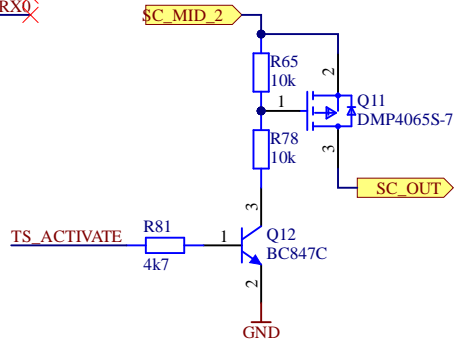 RX0
SC_MID_2
R65
10k
2
1
Q11
DMP4065S-7
R78
10k
3
SC_OUT
3
TS_ACTIVATE
R81
4k7
1
Q12
BC847C
2
GND